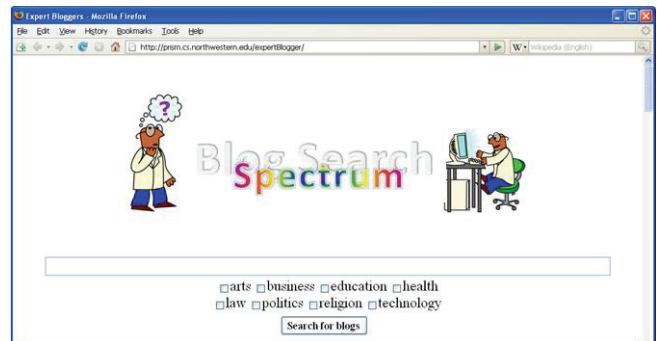 Expert Bloggers - Mozilla Firefox
File Edit View History Bookmarks Tools Help
http://prism.cs.northwestern.edu/expertBlogger/ W Wikipedia (English)
?
Blog Search
Spectrum
arts business education health
law politics religion technology
Search for blogs